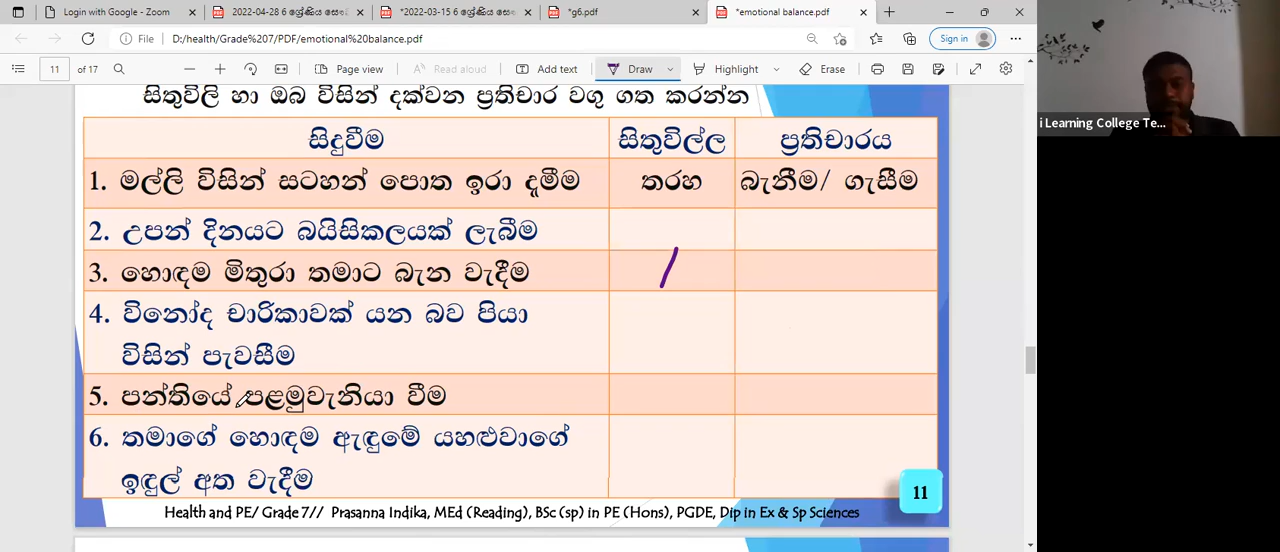 Login with Google - Zoom
2022-04-28 6 ශ්‍රේණිය සෞ
*2022-03-15 6 ශ්‍රේණිය සෞ
*g6.pdf
*emotional balance.pdf
File
D:/health/Grade%207/PDF/emotional%20balance.pdf
Sign in
11 of 17
Page view
Read aloud
Add text
Draw
Highlight
Erase
සිතුවිලි හා ඔබ විසින් දක්වන ප්‍රතිචාර වගු ගත කරන්න
සිදුවීම සිතුවිල්ල ප්‍රතිචාරය
1. මල්ලි විසින් සටහන් පොත ඉරා දැමීම තරහ බැනීම/ ගැසීම
2. උපන් දිනයට බයිසිකලයක් ලැබීම
3. හොඳම මිතුරා තමාට බැන වැදීම
4. විනෝද චාරිකාවක් යන බව පියා
විසින් පැවසීම
5. පන්තියේ පළමුවැනියා වීම
6. තමාගේ හොඳම ඇඳුමේ යහළුවාගේ
ඉඳුල් අත වැදීම
11
Health and PE/ Grade 7// Prasanna Indika, MEd (Reading), BSc (sp) in PE (Hons), PGDE, Dip in Ex & Sp Sciences
i Learning College Te...